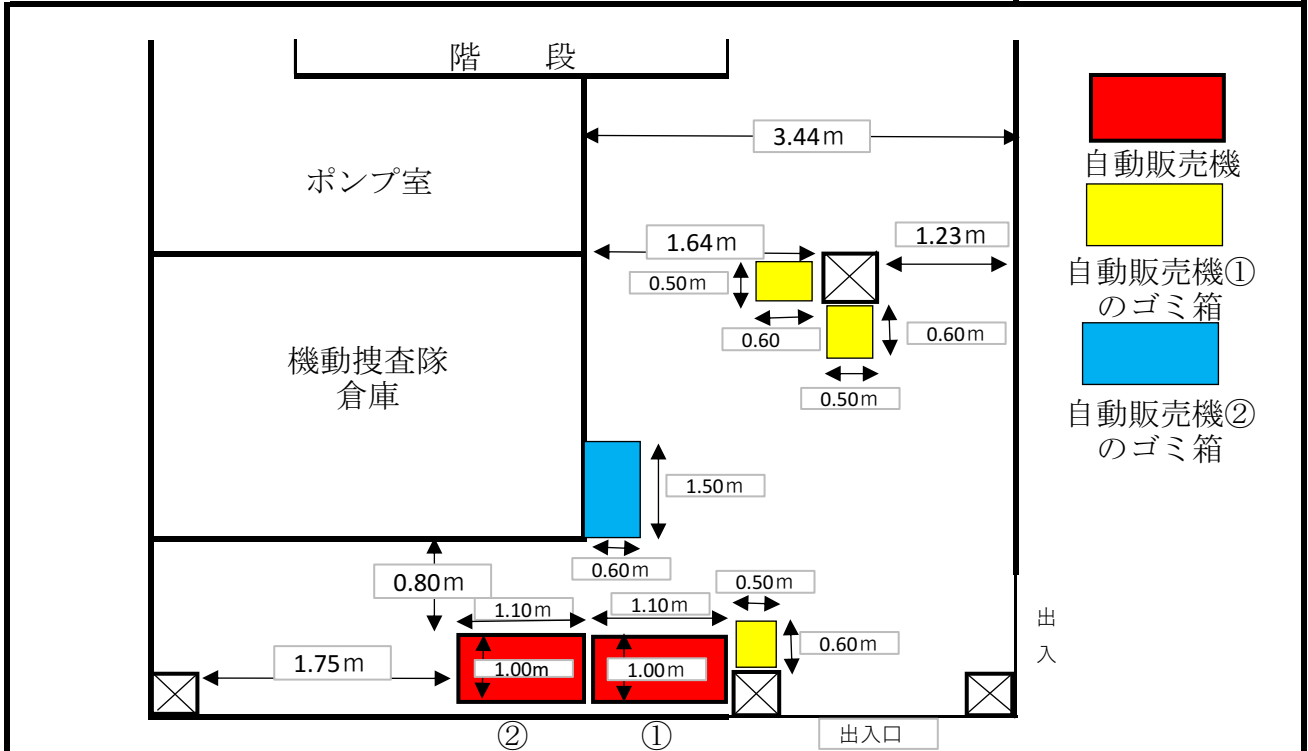 階　　段
3.44ｍ
自動販売機
ポンプ室
1.64ｍ
1.23ｍ
0.50ｍ
自動販売機①
のゴミ箱
0.60
0.60ｍ
機動捜査隊
倉庫
0.50ｍ
自動販売機②
のゴミ箱
1.50ｍ
0.60ｍ
0.80ｍ
0.50ｍ
1.10ｍ
1.10ｍ
出
入
0.60ｍ
1.75ｍ
1.00m
1.00ｍ
②
①
出入口